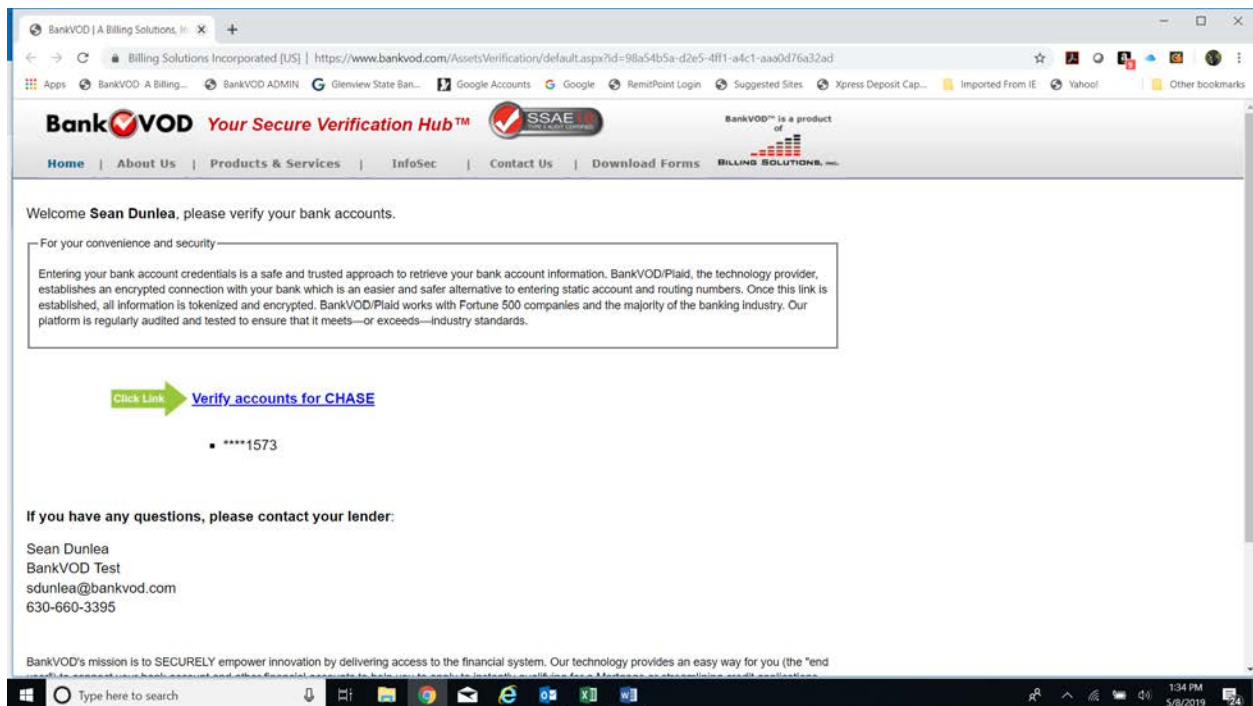 BankVOD | A Billing Solutions, In
Billing Solutions Incorporated [US] | https://www.bankvod.com/AssetsVerification/default.aspx?id=98a54b5a-d2e5-4ff1-a4c1-aaa0d76a32ad
Apps BankVOD A Billing... BankVOD ADMIN Glenview State Ban... Google Accounts Google RemitPoint Login Suggested Sites Xpress Deposit Cap... Imported From IE Yahoo! Other bookmarks
BankVOD Your Secure Verification Hub™ SSAE
BankVOD™ is a product
of
BILLING SOLUTIONS, INC.
Home | About Us | Products & Services | InfoSec | Contact Us | Download Forms
Welcome Sean Dunlea, please verify your bank accounts.
For your convenience and security
Entering your bank account credentials is a safe and trusted approach to retrieve your bank account information. BankVOD/Plaid, the technology provider,
establishes an encrypted connection with your bank which is an easier and safer alternative to entering static account and routing numbers. Once this link is
established, all information is tokenized and encrypted. BankVOD/Plaid works with Fortune 500 companies and the majority of the banking industry. Our
platform is regularly audited and tested to ensure that it meets—or exceeds—industry standards.
Click Link Verify accounts for CHASE
▪ ****1573
If you have any questions, please contact your lender:
Sean Dunlea
BankVOD Test
sdunlea@bankvod.com
630-660-3395
BankVOD's mission is to SECURELY empower innovation by delivering access to the financial system. Our technology provides an easy way for you (the "end
Type here to search
1:34 PM
5/8/2019
24